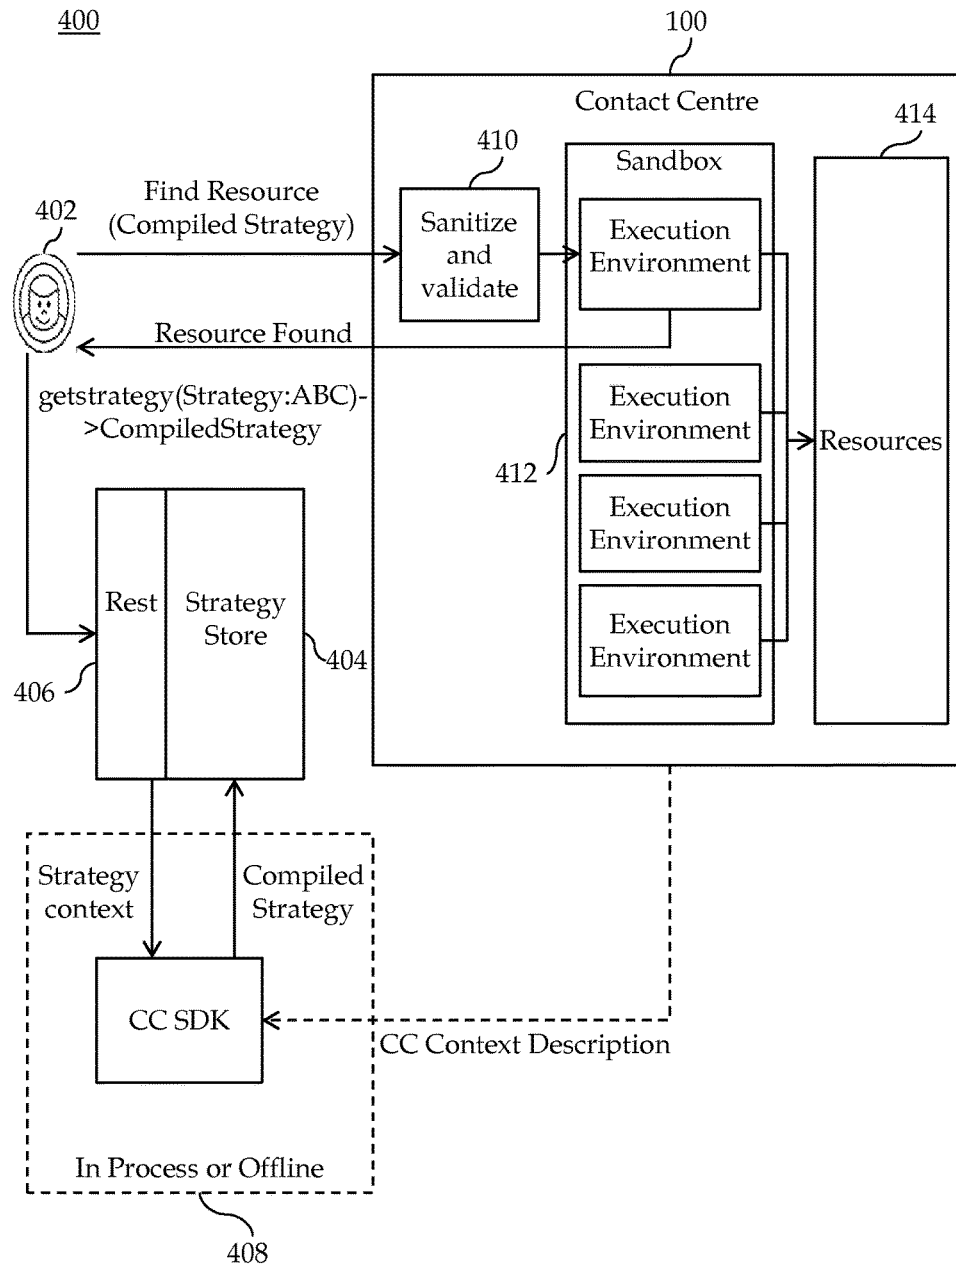 400
100
Contact Centre
414
410
Sandbox
402
Find Resource
(Compiled Strategy)
Sanitize
and
validate
Execution
Environment
Resource Found
getstrategy(Strategy:ABC)-
>CompiledStrategy
Execution
Environment
412
Resources
Execution
Environment
Rest
Strategy
Store
Execution
Environment
404
406
Strategy
context
Compiled
Strategy
CC SDK
CC Context Description
In Process or Offline
408